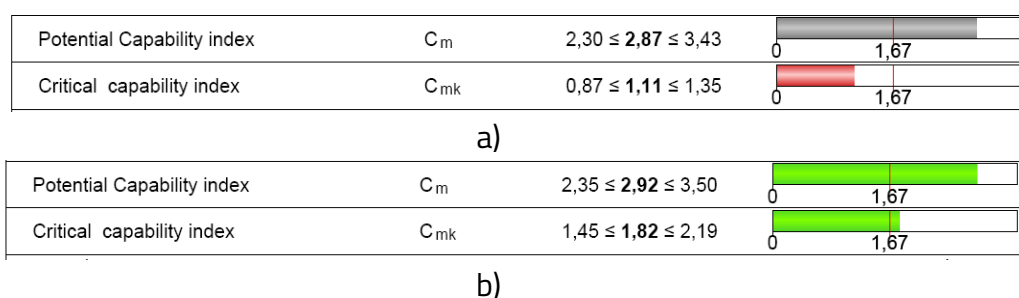 Potential Capability index Cm 2,30 ≤ 2,87 ≤ 3,43
0 1,67
Critical capability index Cmk 0,87 ≤ 1,11 ≤ 1,35
0 1,67
a)
Potential Capability index Cm 2,35 ≤ 2,92 ≤ 3,50
0 1,67
Critical capability index Cmk 1,45 ≤ 1,82 ≤ 2,19
0 1,67
b)